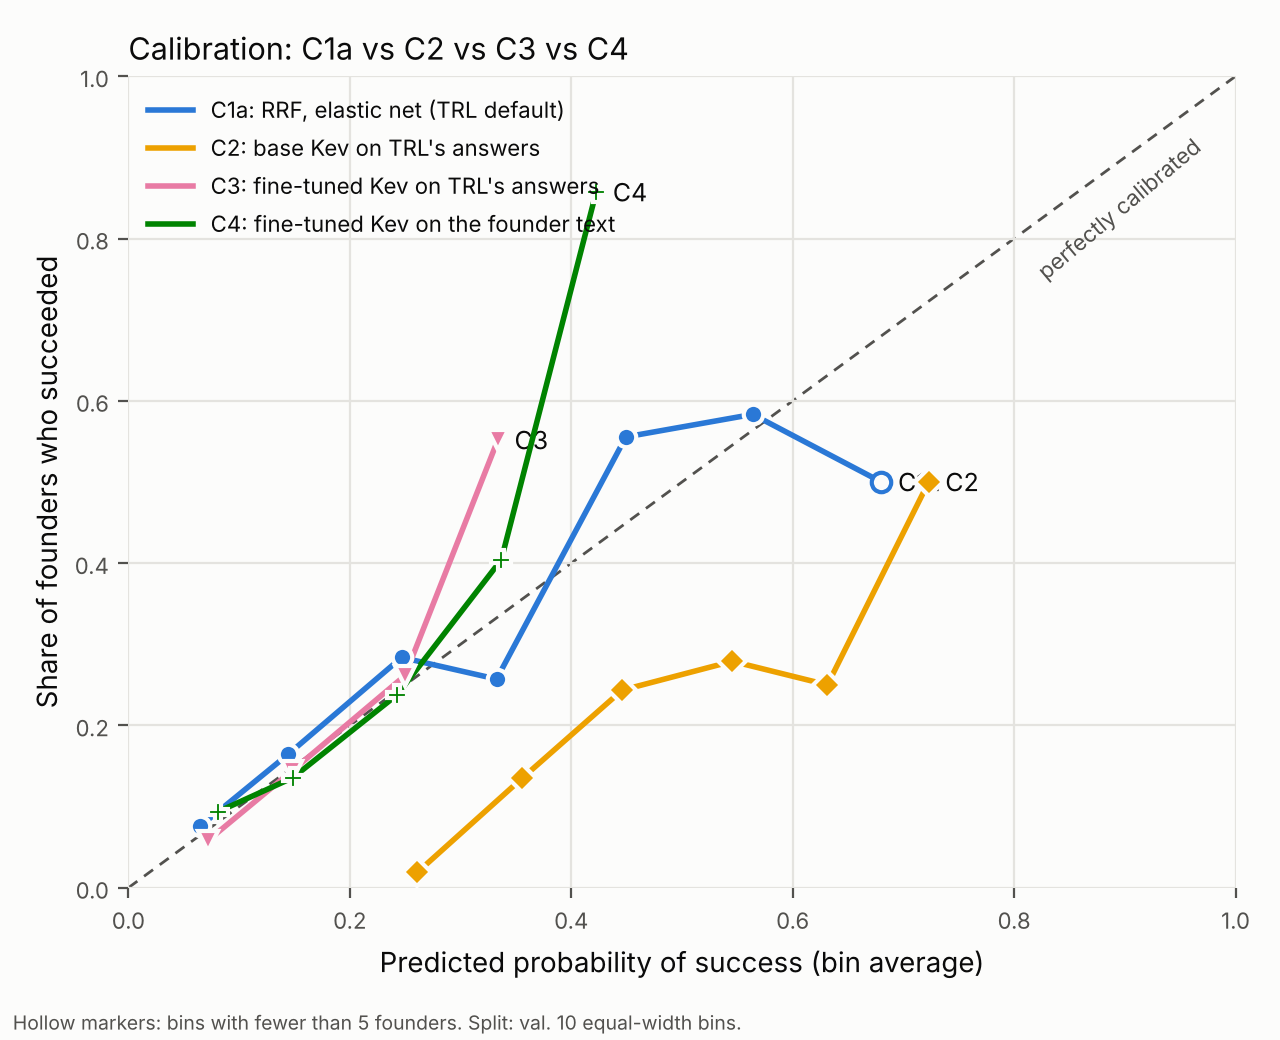 Calibration: C1a vs C2 vs C3 vs C4
1.0
0.8
0.6
0.4
0.2
0.0
Share of founders who succeeded
C1a: RRF, elastic net (TRL default)
C2: base Kev on TRL's answers
C3: fine-tuned Kev on TRL's answers
C4: fine-tuned Kev on the founder text
C4
perfectly calibrated
C3
C2
0.0 0.2 0.4 0.6 0.8 1.0
Predicted probability of success (bin average)
Hollow markers: bins with fewer than 5 founders. Split: val. 10 equal-width bins.